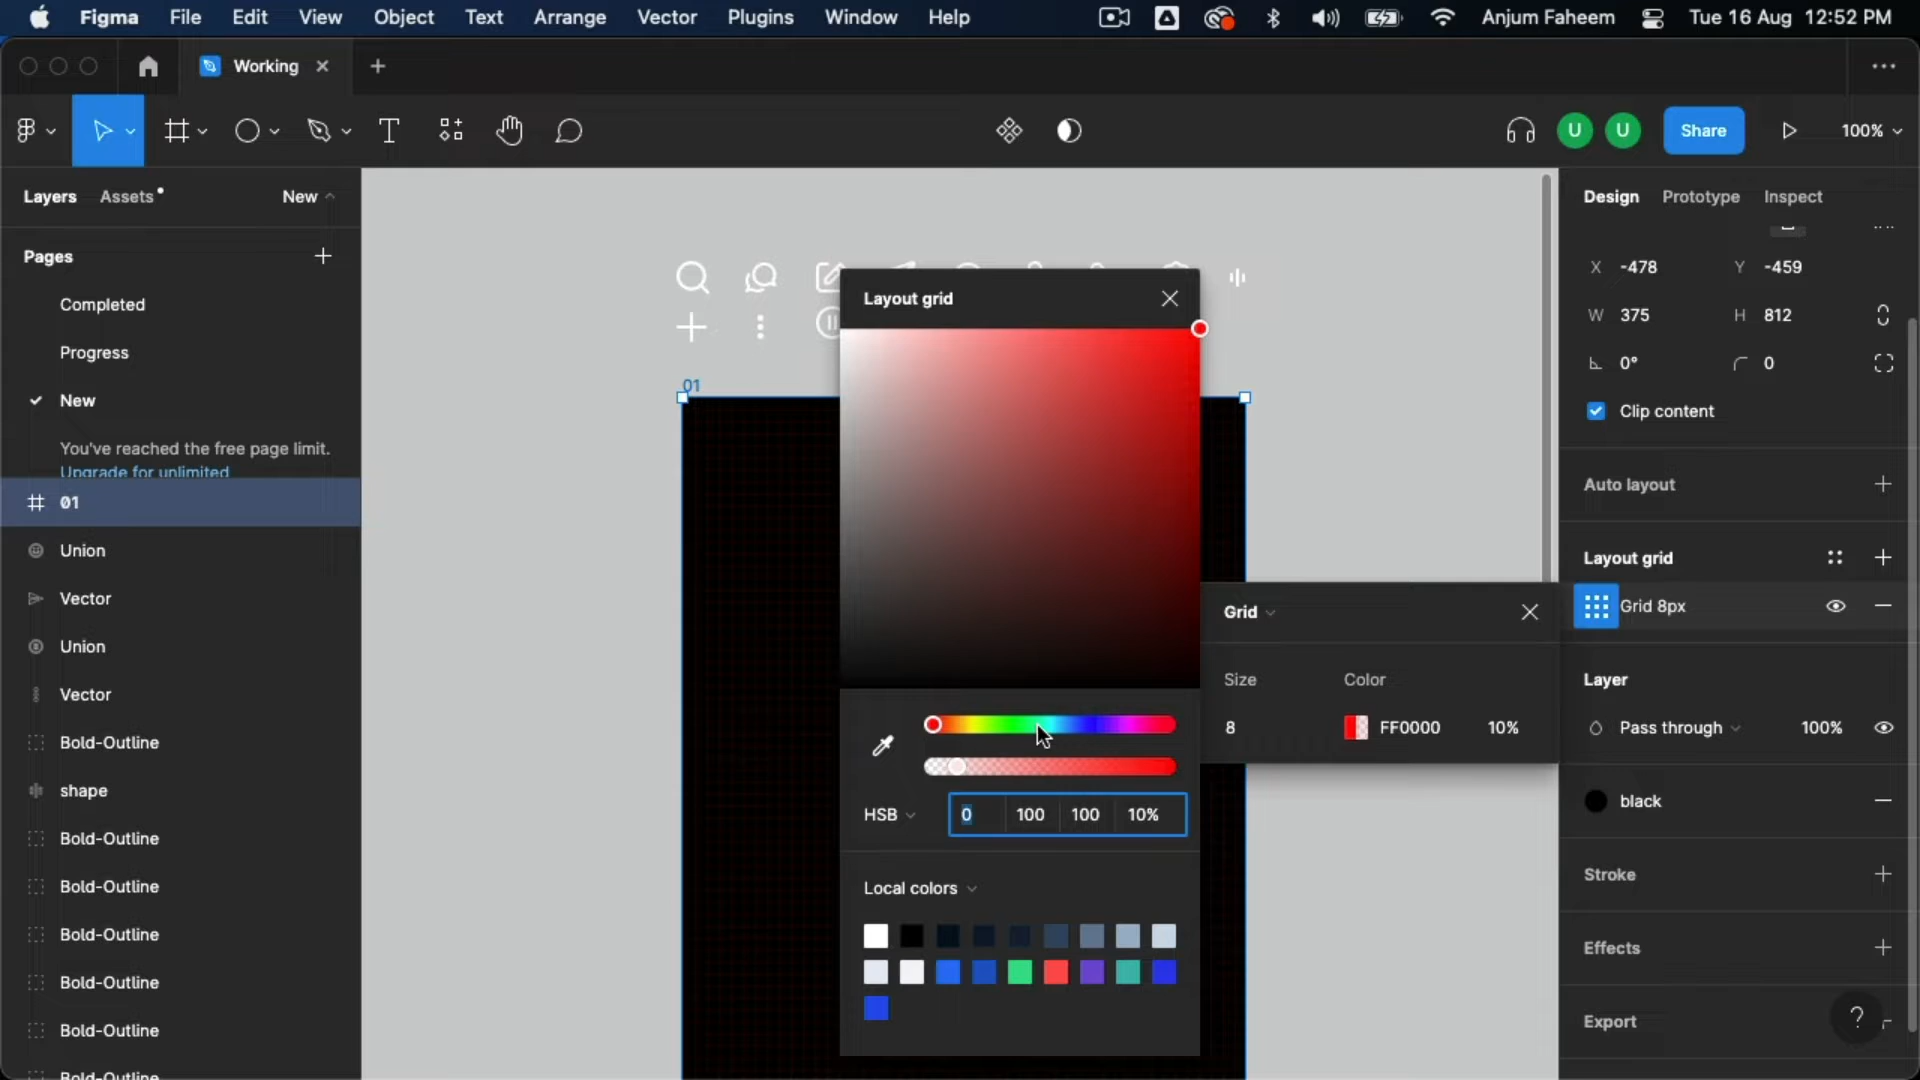 Figma File Edit View Object Text Arrange Vector Plugins Window Help Anjum Faheem Tue 16 Aug 12:52 PM
Working
U U Share 100%
Layers Assets New
Design Prototype Inspect
Pages
Completed
Progress
New
You've reached the free page limit.
Upgrade for unlimited
01
Union
Vector
Union
Vector
Bold-Outline
shape
Bold-Outline
Bold-Outline
Bold-Outline
Bold-Outline
Bold-Outline
Bold-Outline
01
Layout grid
HSB 0 100 100 10%
Local colors
Grid
Size Color
8 FF0000 10%
X -478 Y -459
W 375 H 812
0° 0
Clip content
Auto layout
Layout grid
Grid 8px
Layer
Pass through 100%
black
Stroke
Effects
Export
?